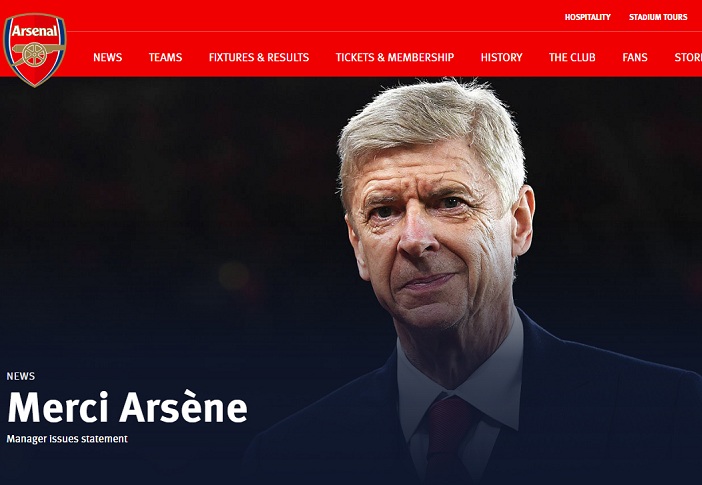 Arsenal
HOSPITALITY STADIUM TOURS
NEWS TEAMS FIXTURES & RESULTS TICKETS & MEMBERSHIP HISTORY THE CLUB FANS STOR
NEWS
Merci Arsène
Manager issues statement